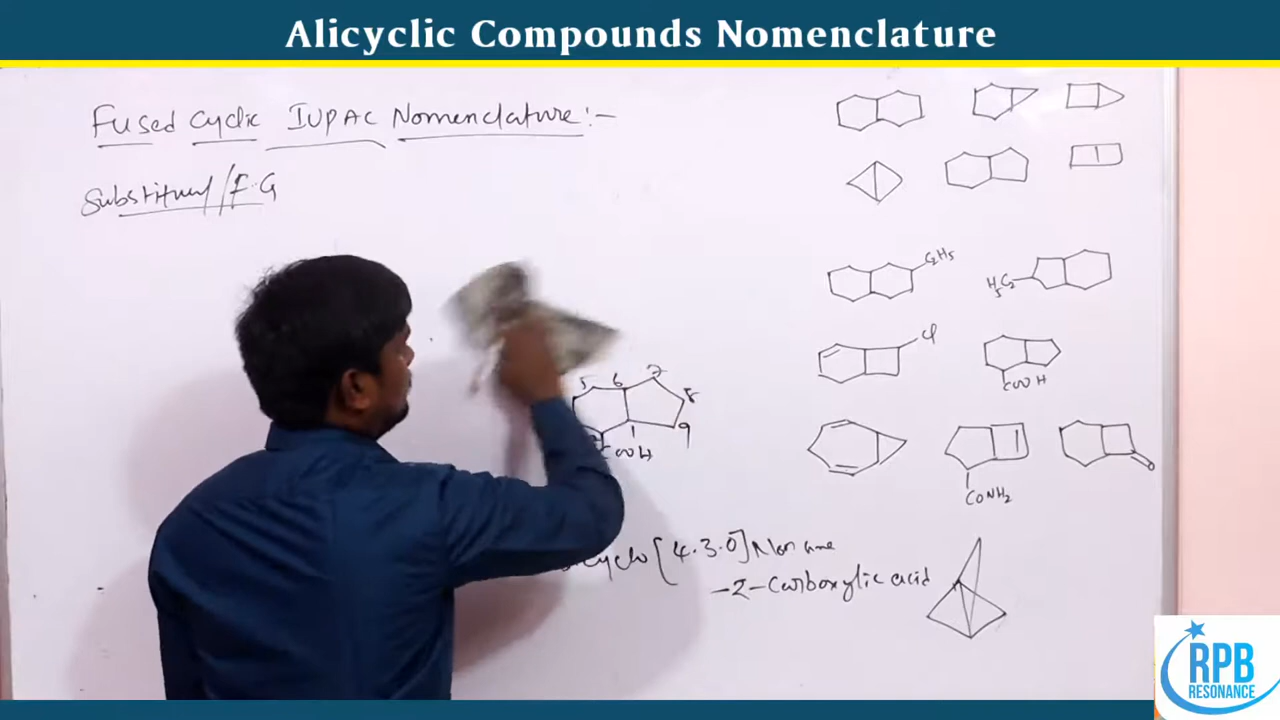 Alicyclic Compounds Nomenclature
Fused Cyclic IUPAC Nomenclature:-
Substituent/F.G
C2H5
H5C2
Cl
COOH
CONH2
O
5 6 7
8
1 9
COOH
cyclo[4.3.0]Nonane
-2-Carboxylic acid
RPB
RESONANCE